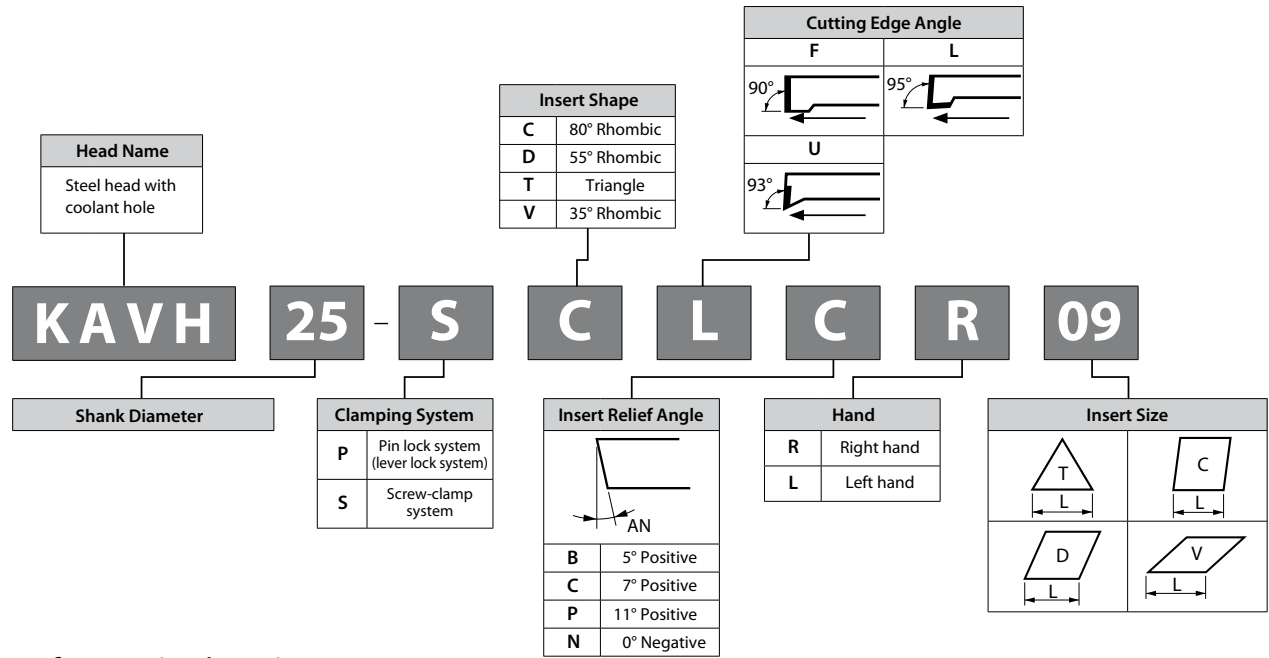 Cutting Edge Angle
F L
90° 95°
U
93°
Insert Shape
C 80° Rhombic
D 55° Rhombic
T Triangle
V 35° Rhombic
Head Name
Steel head with
coolant hole
KAVH 25 – S C L C R 09
Shank Diameter
Clamping System
P Pin lock system
(lever lock system)
S Screw-clamp
system
Insert Relief Angle
AN
B 5° Positive
C 7° Positive
P 11° Positive
N 0° Negative
Hand
R Right hand
L Left hand
Insert Size
T C
L L
D V
L L